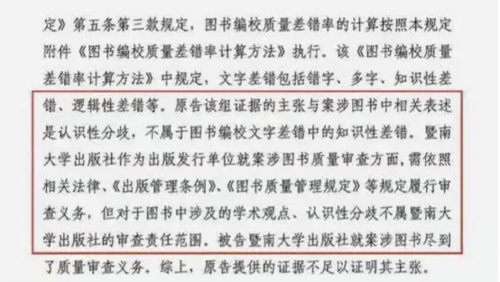 定》第五条第三款规定，图书编校质量差错率的计算按照本规定
附件《图书编校质量差错率计算方法》执行。该《图书编校质量差
错率计算方法》中规定，文字差错包括错字、多字、知识性差
错、逻辑性差错等。原告该组证据的主张与案涉图书中相关表述
是认识性分歧，不属于图书编校文字差错中的知识性差错。暨南
大学出版社作为出版发行单位就案涉图书质量审查方面,需依照
相关法律、《出版管理条例》、《图书质量管理规定》等规定履行审
查义务，但对于图书中涉及的学术观点、认识性分歧不属暨南大
学出版社的审查责任范围。被告暨南大学出版社就案涉图书尽到
了质量审查义务。综上，原告提供的证据不足以证明其主张。